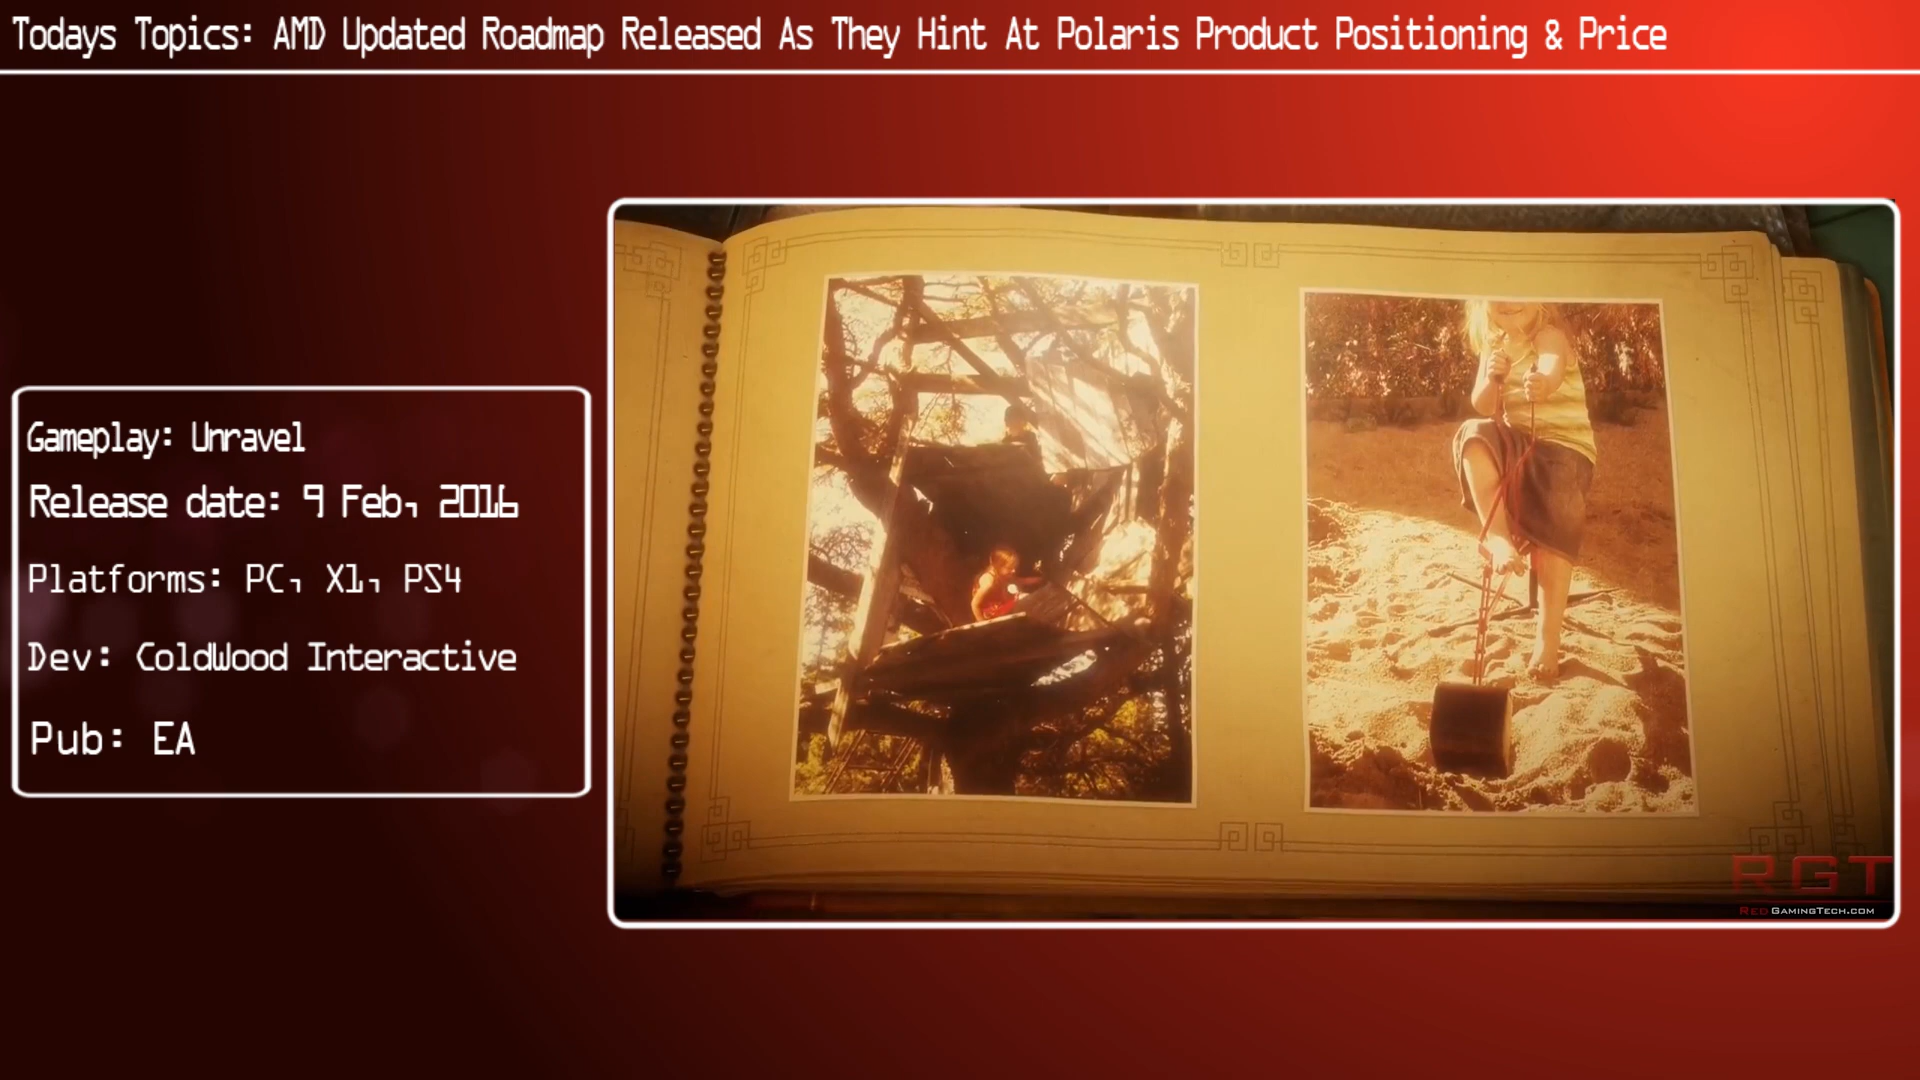 Todays Topics: AMD Updated Roadmap Released As They Hint At Polaris Product Positioning & Price
Gameplay: Unravel
Release date: 9 Feb, 2016
Platforms: PC, X1, PS4
Dev: ColdWood Interactive
Pub: EA
RGT
RedGamingTech.com